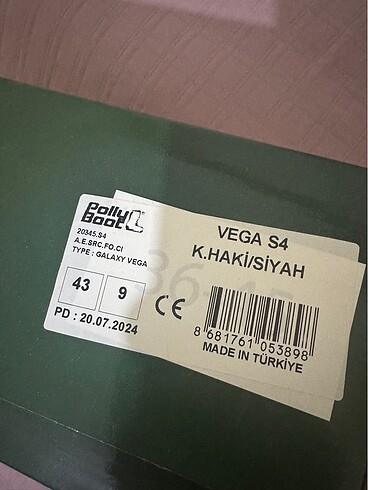 Polly Boot
20345.S4
A.E.SRC.FO.CI
TYPE : GALAXY VEGA
43
9
PD : 20.07.2024
CE
VEGA S4
K.HAKİ/SİYAH
8 681761 053898
MADE IN TÜRKİYE